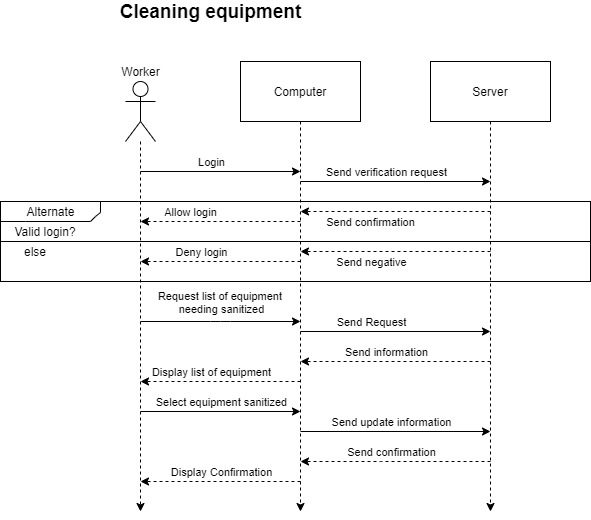 Cleaning equipment
Worker
Computer
Server
Login
Send verification request
Alternate
Allow login
Send confirmation
Valid login?
else
Deny login
Send negative
Request list of equipment
needing sanitized
Send Request
Send information
Display list of equipment
Select equipment sanitized
Send update information
Send confirmation
Display Confirmation